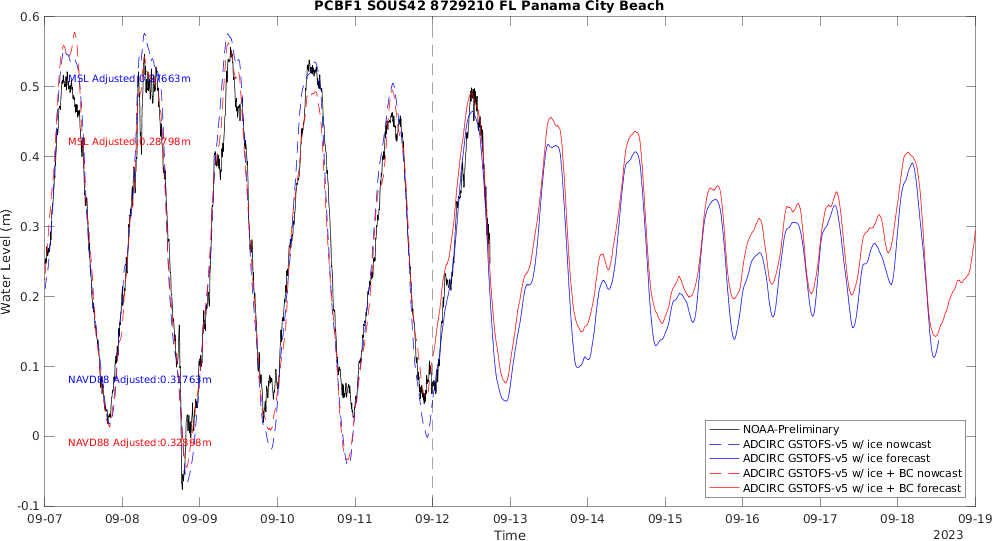 PCBF1 SOUS42 8729210 FL Panama City Beach
0.6
0.5
0.4
0.3
0.2
0.1
0
-0.1
Water Level (m)
MSL Adjusted:0.27663m
MSL Adjusted:0.28798m
NAVD88 Adjusted:0.31763m
NAVD88 Adjusted:0.32898m
NOAA-Preliminary
ADCIRC GSTOFS-v5 w/ ice nowcast
ADCIRC GSTOFS-v5 w/ ice forecast
ADCIRC GSTOFS-v5 w/ ice + BC nowcast
ADCIRC GSTOFS-v5 w/ ice + BC forecast
09-07 09-08 09-09 09-10 09-11 09-12 09-13 09-14 09-15 09-16 09-17 09-18 09-19
Time
2023